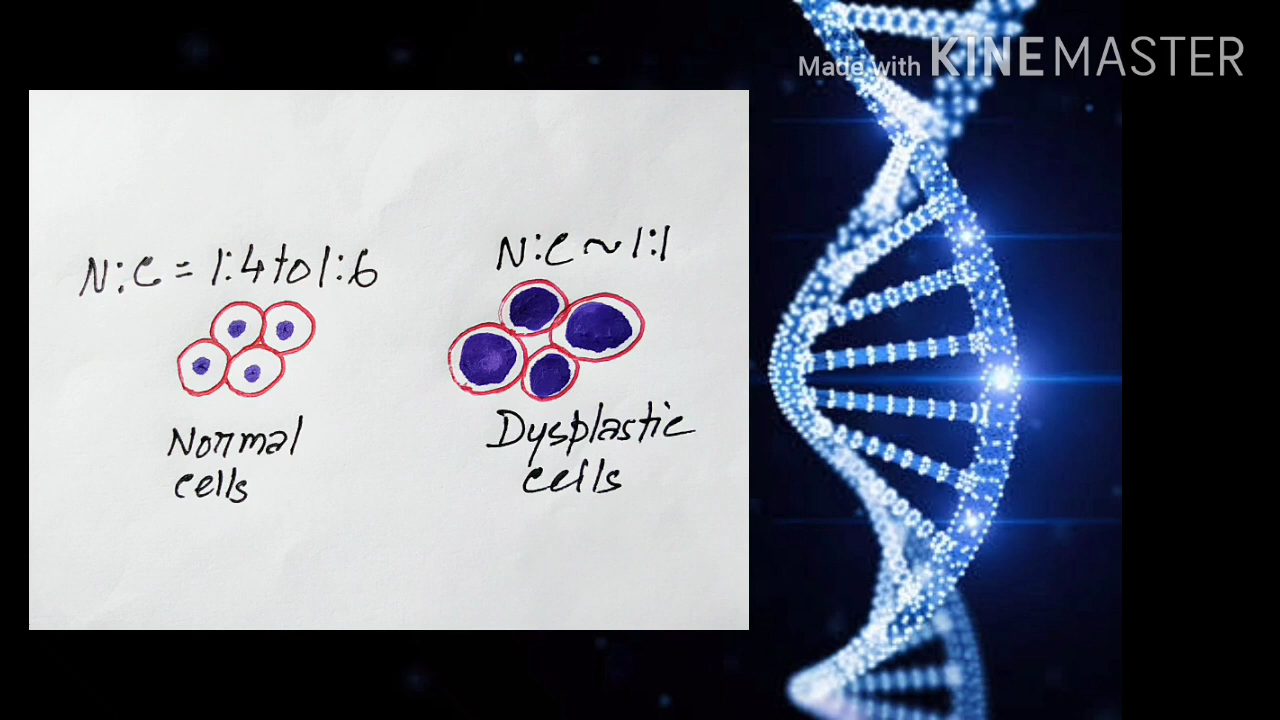 Made with KINEMASTER
N:C = 1:4 to 1:6
N:C ~ 1:1
Normal
cells
Dysplastic
cells